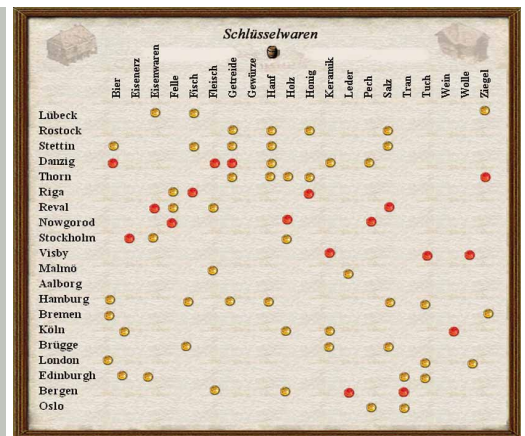 Schlüsselwaren
Bier
Eisenerz
Eisenwaren
Felle
Fisch
Fleisch
Getreide
Gewürze
Hanf
Holz
Honig
Keramik
Leder
Pech
Salz
Tran
Tuch
Wein
Wolle
Ziegel
Lübeck
Rostock
Stettin
Danzig
Thorn
Riga
Reval
Nowgorod
Stockholm
Visby
Malmö
Aalborg
Hamburg
Bremen
Köln
Brügge
London
Edinburgh
Bergen
Oslo